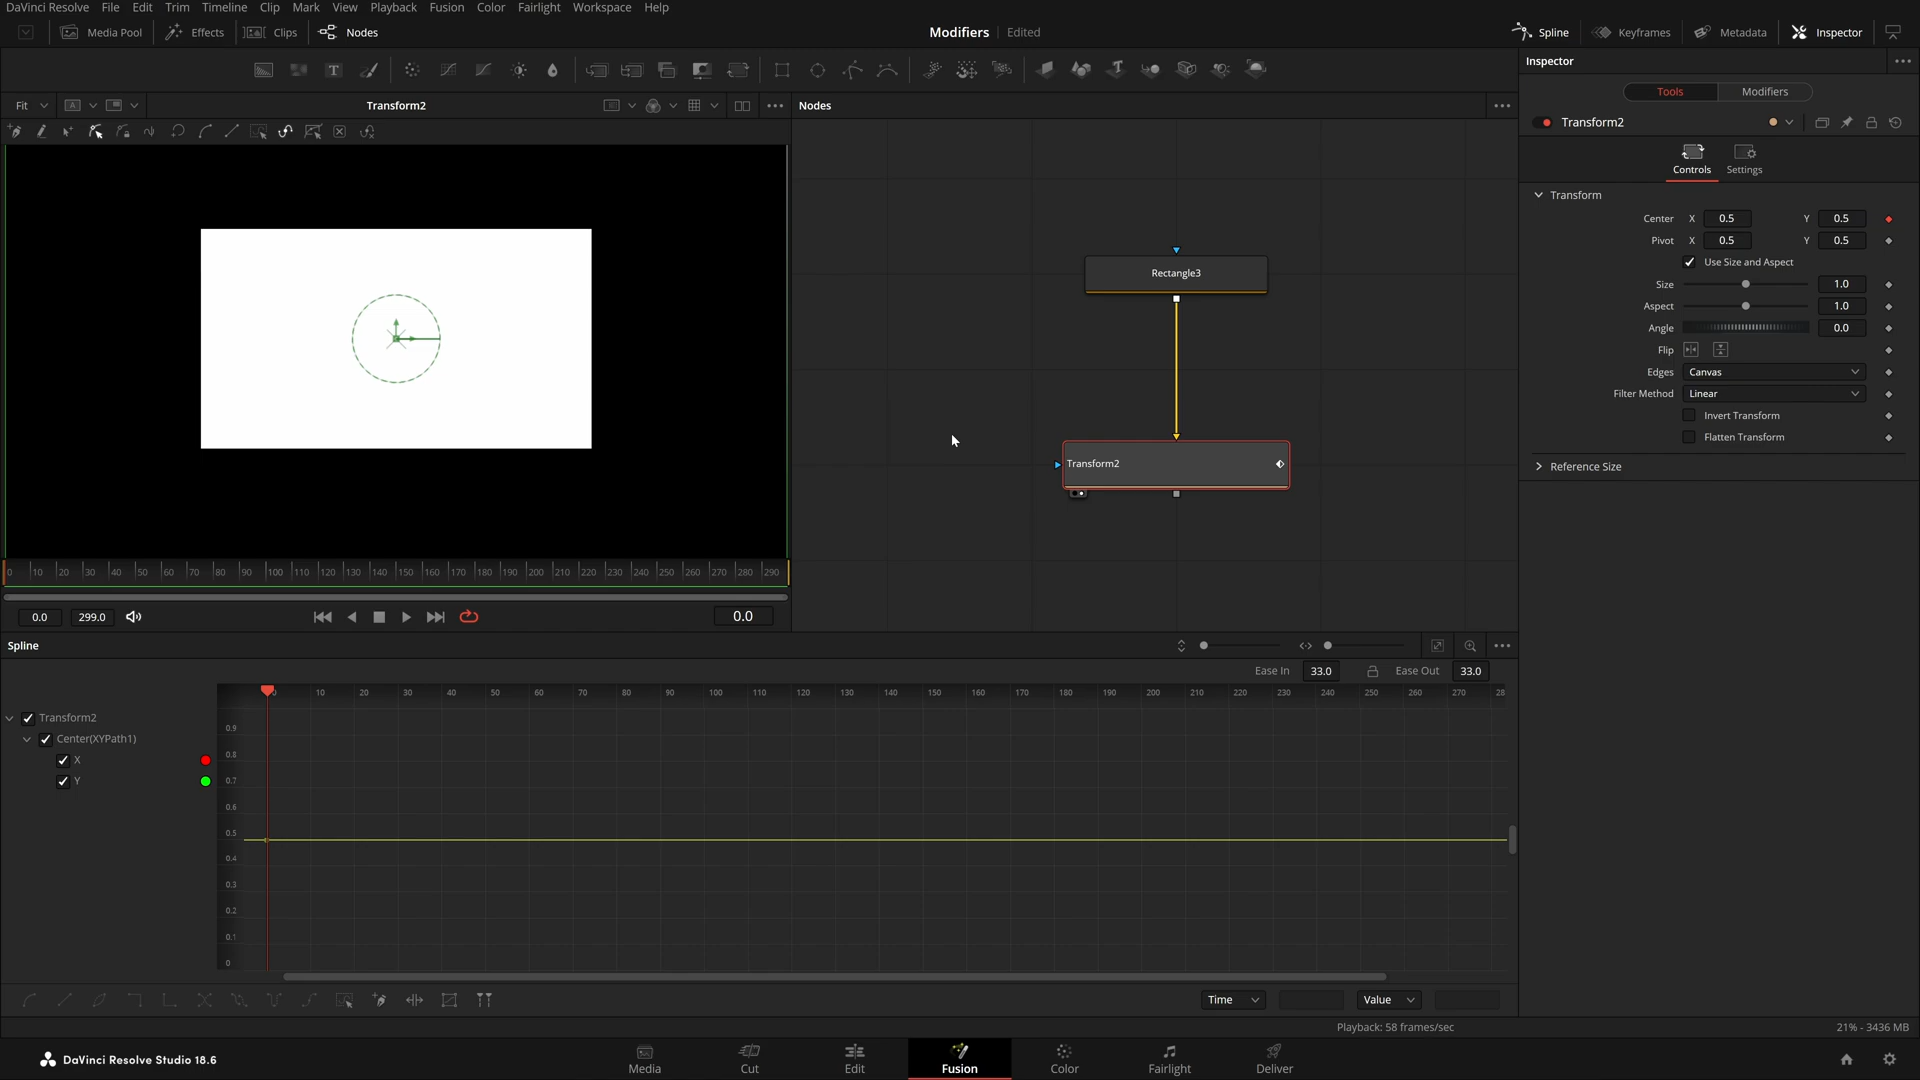 DaVinci Resolve File Edit Trim Timeline Clip Mark View Playback Fusion Color Fairlight Workspace Help
Media Pool Effects Clips Nodes Modifiers Edited Spline Keyframes Metadata Inspector
Inspector
Tools Modifiers
Fit Transform2 Nodes
Transform2
Controls Settings
Transform
Center X 0.5 Y 0.5
Pivot X 0.5 Y 0.5
Use Size and Aspect
Size 1.0
Aspect 1.0
Angle 0.0
Flip
Edges Canvas
Filter Method Linear
Invert Transform
Flatten Transform
Reference Size
Rectangle3
Transform2
0 10 20 30 40 50 60 70 80 90 100 110 120 130 140 150 160 170 180 190 200 210 220 230 240 250 260 270 280 290
0.0 299.0 0.0
Spline
Ease In 33.0 Ease Out 33.0
0 10 20 30 40 50 60 70 80 90 100 110 120 130 140 150 160 170 180 190 200 210 220 230 240 250 260 270 28
Transform2
Center(XYPath1)
X
Y
0.9
0.8
0.7
0.6
0.5
0.4
0.3
0.2
0.1
0
Time Value
Playback: 58 frames/sec 21% - 3436 MB
DaVinci Resolve Studio 18.6
Media Cut Edit Fusion Color Fairlight Deliver